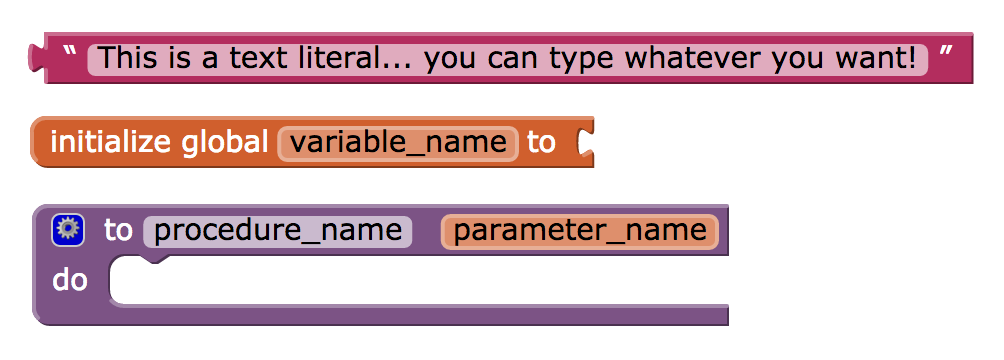 “ This is a text literal... you can type whatever you want! ”
initialize global variable_name to
to procedure_name parameter_name
do